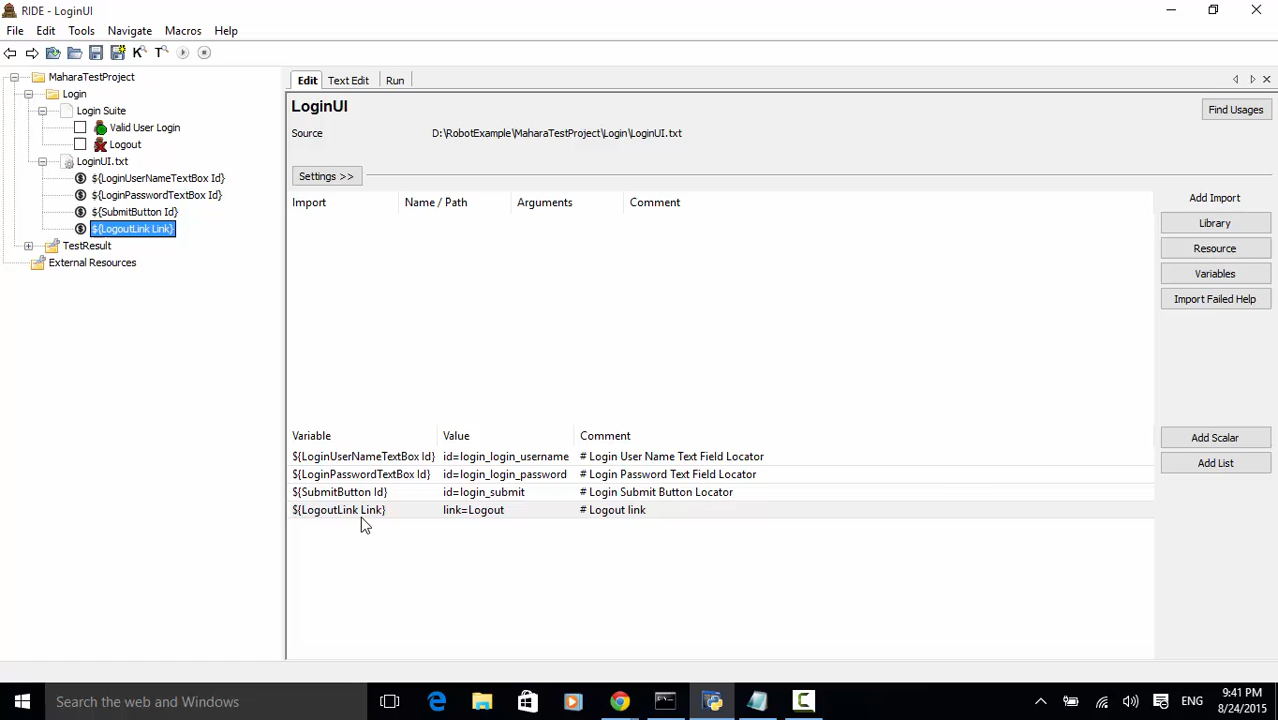 RIDE - LoginUI
File Edit Tools Navigate Macros Help
K T
MaharaTestProject
Login
Login Suite
Valid User Login
Logout
LoginUI.txt
${LoginUserNameTextBox Id}
${LoginPasswordTextBox Id}
${SubmitButton Id}
${LogoutLink Link}
TestResult
External Resources
Edit Text Edit Run
LoginUI
Find Usages
Source D:\RobotExample\MaharaTestProject\Login\LoginUI.txt
Settings >>
Import Name / Path Arguments Comment
Add Import
Library
Resource
Variables
Import Failed Help
Variable Value Comment
${LoginUserNameTextBox Id} id=login_login_username # Login User Name Text Field Locator
${LoginPasswordTextBox Id} id=login_login_password # Login Password Text Field Locator
${SubmitButton Id} id=login_submit # Login Submit Button Locator
${LogoutLink Link} link=Logout # Logout link
Add Scalar
Add List
Search the web and Windows
ENG
9:41 PM
8/24/2015